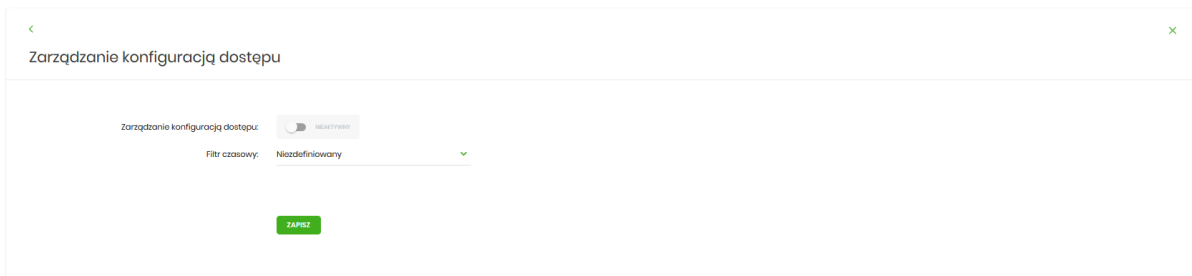 Zarządzanie konfiguracją dostępu
Zarządzanie konfiguracją dostępu: NIEAKTYWNY
Filtr czasowy: Niezdefiniowany
ZAPISZ